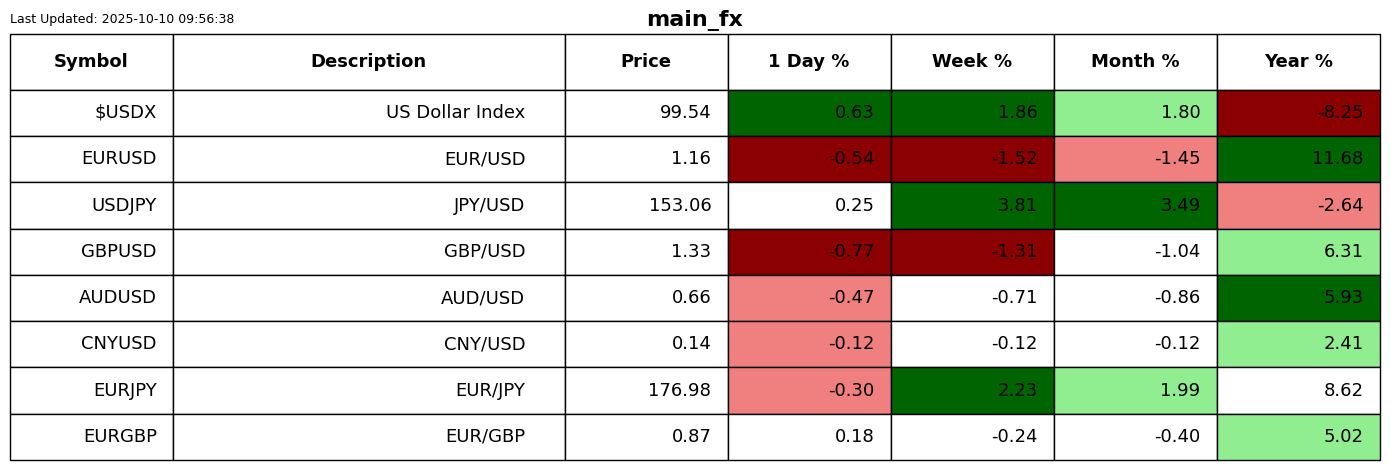 Last Updated: 2025-10-10 09:56:38
main_fx
Symbol Description Price 1 Day % Week % Month % Year %
$USDX US Dollar Index 99.54 0.63 1.86 1.80 -8.25
EURUSD EUR/USD 1.16 -0.54 -1.52 -1.45 11.68
USDJPY JPY/USD 153.06 0.25 3.81 3.49 -2.64
GBPUSD GBP/USD 1.33 -0.77 -1.31 -1.04 6.31
AUDUSD AUD/USD 0.66 -0.47 -0.71 -0.86 5.93
CNYUSD CNY/USD 0.14 -0.12 -0.12 -0.12 2.41
EURJPY EUR/JPY 176.98 -0.30 2.23 1.99 8.62
EURGBP EUR/GBP 0.87 0.18 -0.24 -0.40 5.02